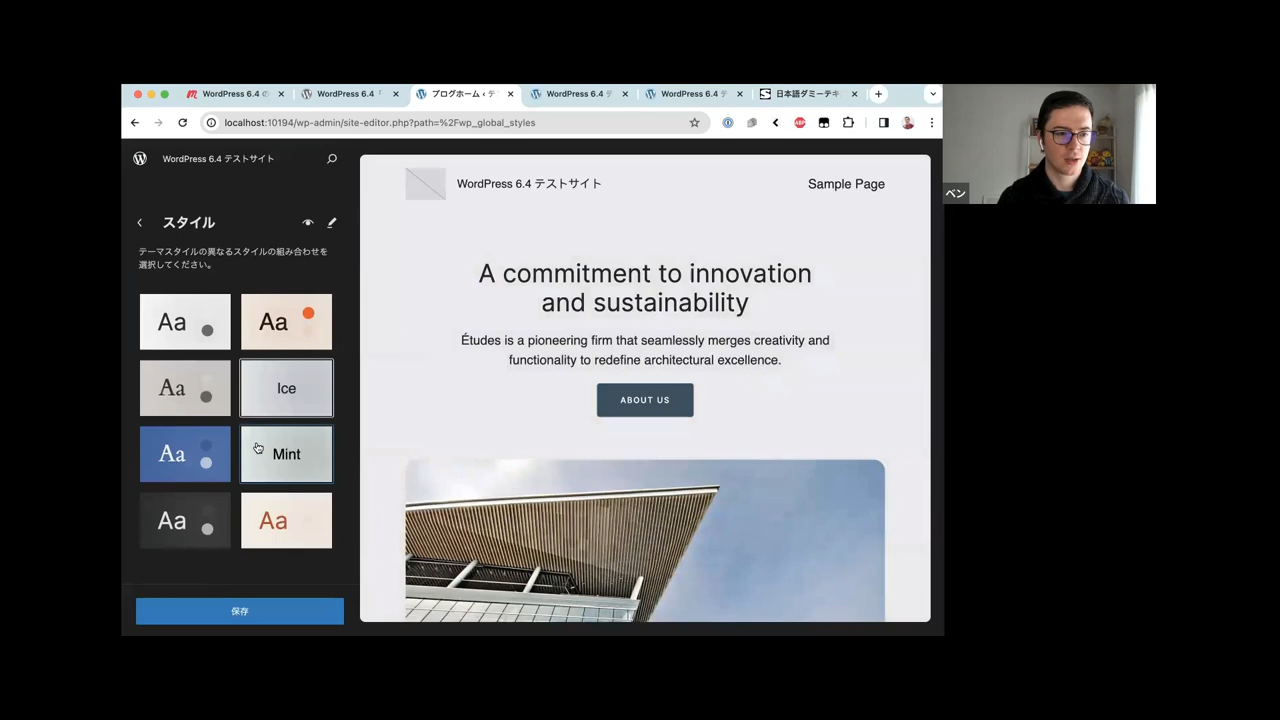 WordPress 6.4 の
WordPress 6.4「
ブログホーム ‹ テ
WordPress 6.4 テ
WordPress 6.4 テ
日本語ダミーテキ
localhost:10194/wp-admin/site-editor.php?path=%2Fwp_global_styles
ABP
WordPress 6.4 テストサイト
スタイル
テーマスタイルの異なるスタイルの組み合わせを
選択してください。
Aa
Aa
Aa
Ice
Aa
Mint
Aa
Aa
保存
WordPress 6.4 テストサイト
Sample Page
A commitment to innovation
and sustainability
Études is a pioneering firm that seamlessly merges creativity and
functionality to redefine architectural excellence.
ABOUT US
ベン